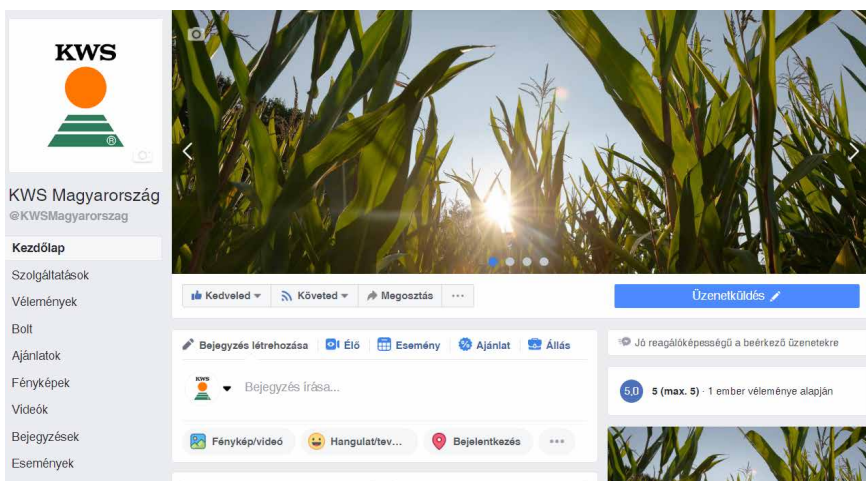 KWS
®
KWS Magyarország
@KWSMagyarorszag
Kezdőlap
Szolgáltatások
Vélemények
Bolt
Ajánlatok
Fényképek
Videók
Bejegyzések
Események
Kedveled Követed Megosztás ...
Üzenetküldés
Bejegyzés létrehozása Élő Esemény Ajánlat Állás
KWS Bejegyzés írása...
Fénykép/videó Hangulat/tev... Bejelentkezés ...
Jó reagálóképességű a beérkező üzenetekre
5,0 5 (max. 5) · 1 ember véleménye alapján